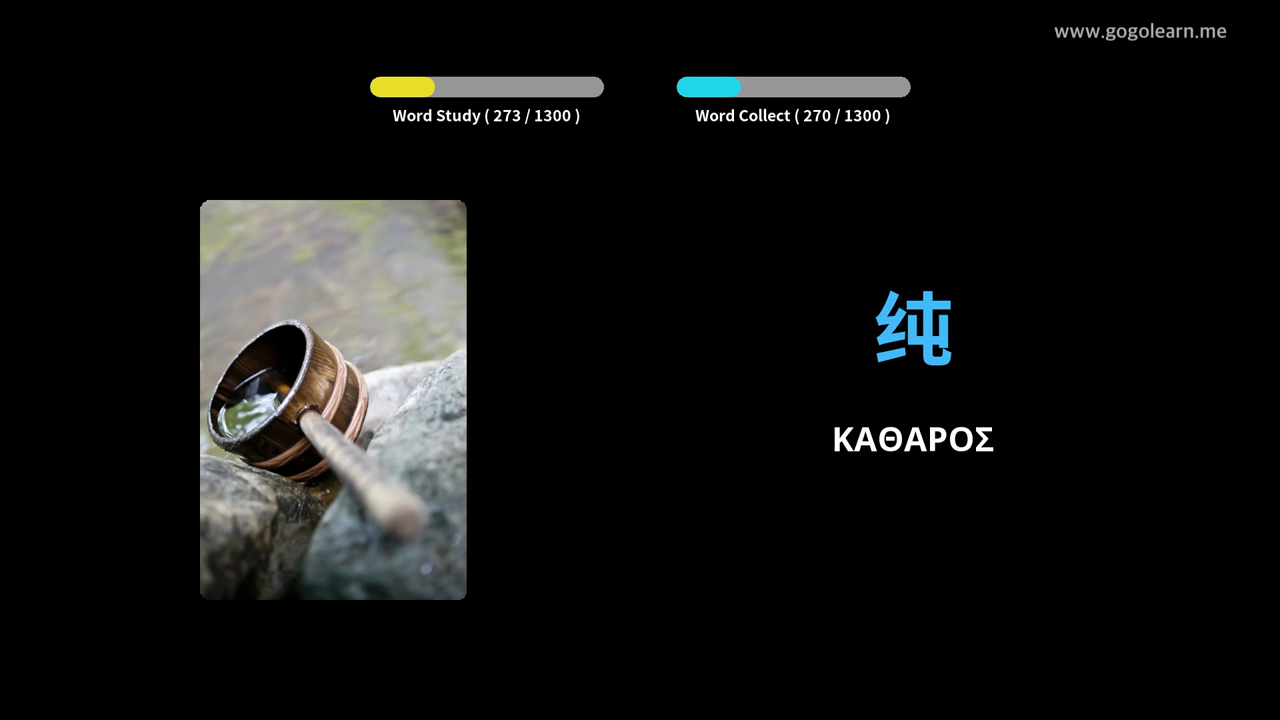 www.gogolearn.me
Word Study ( 273 / 1300 )
Word Collect ( 270 / 1300 )
纯
ΚΑΘΑΡΟΣ